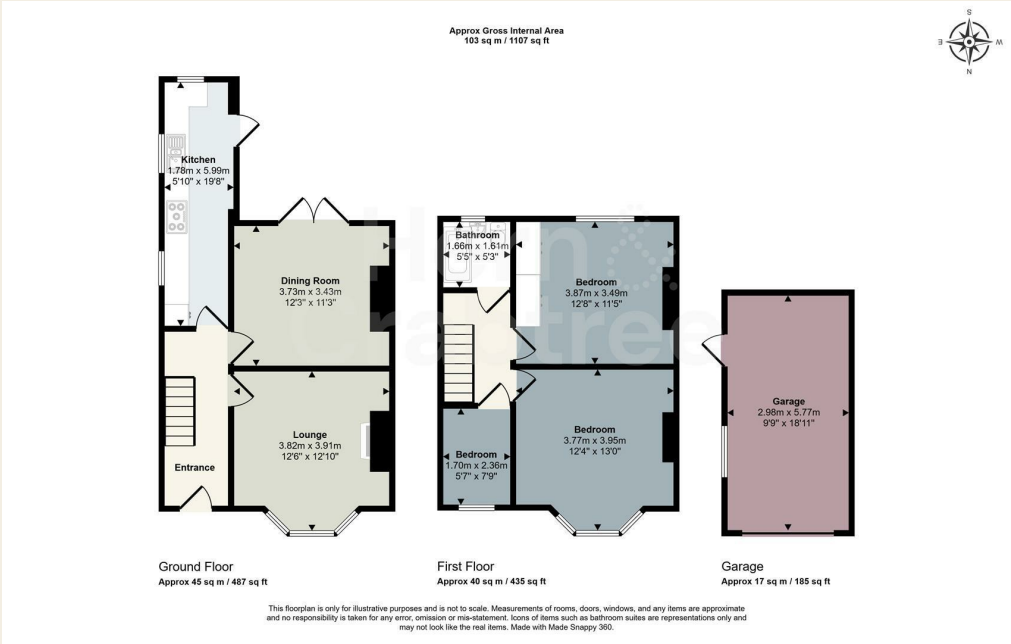 Approx Gross Internal Area
103 sq m / 1107 sq ft
S
E
W
N
Kitchen
1.78m x 5.99m
5'10" x 19'8"
Dining Room
3.73m x 3.43m
12'3" x 11'3"
Lounge
3.82m x 3.91m
12'6" x 12'10"
Entrance
Bathroom
1.66m x 1.61m
5'5" x 5'3"
Bedroom
3.87m x 3.49m
12'8" x 11'5"
Bedroom
3.77m x 3.95m
12'4" x 13'0"
Bedroom
1.70m x 2.36m
5'7" x 7'9"
Garage
2.98m x 5.77m
9'9" x 18'11"
Horn &
Crabtree
Ground Floor
Approx 45 sq m / 487 sq ft
First Floor
Approx 40 sq m / 435 sq ft
Garage
Approx 17 sq m / 185 sq ft
This floorplan is only for illustrative purposes and is not to scale. Measurements of rooms, doors, windows, and any items are approximate
and no responsibility is taken for any error, omission or mis-statement. Icons of items such as bathroom suites are representations only and
may not look like the real items. Made with Made Snappy 360.